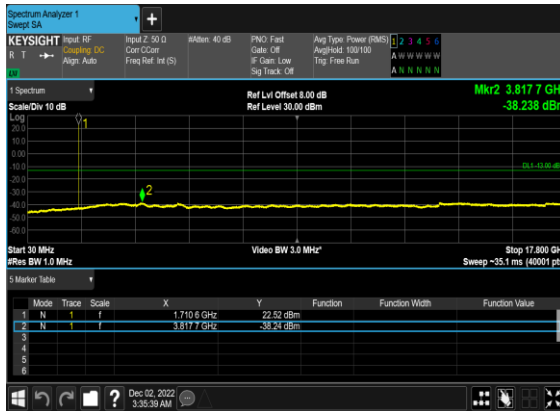 Spectrum Analyzer 1
Swept SA
KEYSIGHT Input: RF Input Z: 50 Ω #Atten: 40 dB PNO: Fast Avg Type: Power (RMS) 1 2 3 4 5 6
R T Coupling: DC Corr CCorr Gate: Off Avg|Hold: 100/100
Align: Auto Freq Ref: Int (S) IF Gain: Low Trig: Free Run A W W W W W
Sig Track: Off
LXI A N N N N N
1 Spectrum Ref Lvl Offset 8.00 dB Mkr2 3.817 7 GH
Scale/Div 10 dB Ref Level 30.00 dBm -38.238 dBr
Log
20.0
10.0
0.00
-10.0
DL1 -13.00 dB
-20.0
-30.0
-40.0
-50.0
-60.0
1
2
Start 30 MHz Video BW 3.0 MHz* Stop 17.800 GH
#Res BW 1.0 MHz Sweep ~35.1 ms (40001 pt
5 Marker Table
Mode Trace Scale X Y Function Function Width Function Value
1 N 1 f 1.710 6 GHz 22.52 dBm
2 N 1 f 3.817 7 GHz -38.24 dBm
3
4
5
6
? Dec 02, 2022
3:35:39 AM